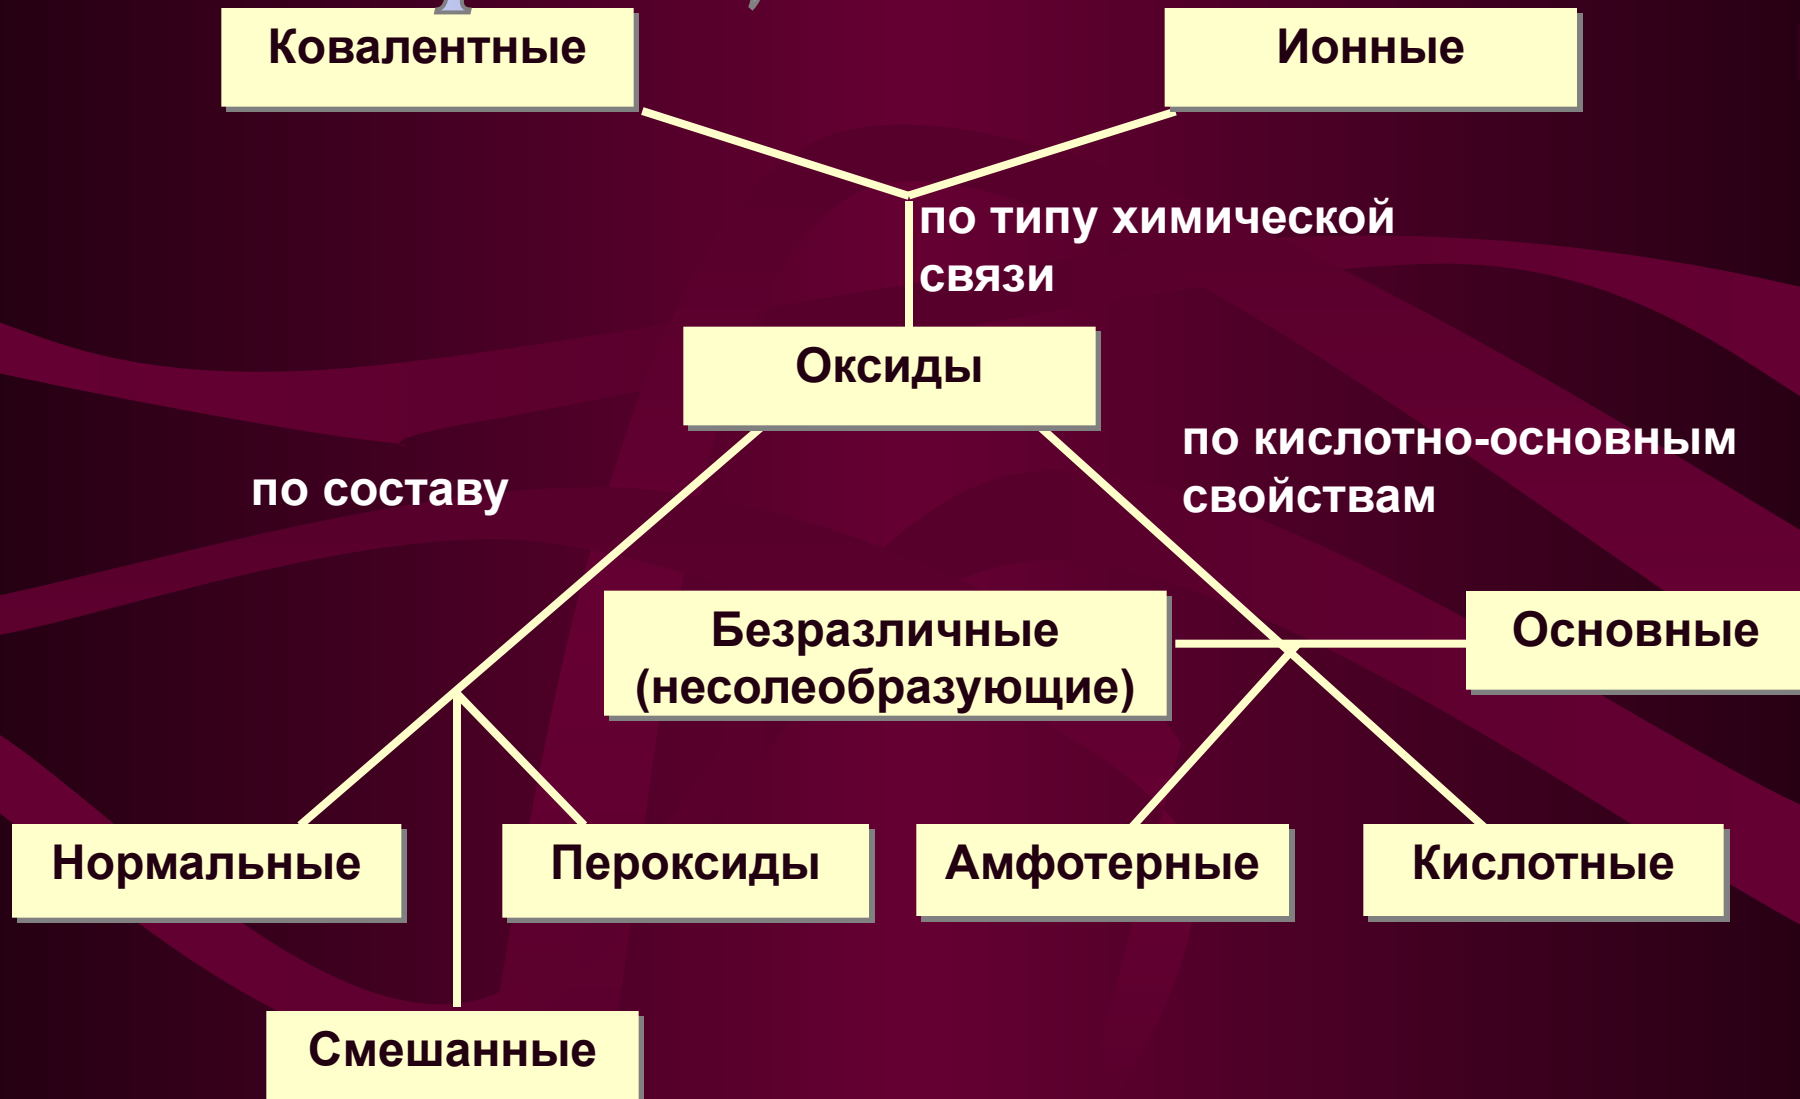 Ковалентные
Ионные
по типу химической
связи
Оксиды
по составу
по кислотно-основным
свойствам
Безразличные
(несолеобразующие)
Основные
Нормальные
Пероксиды
Амфотерные
Кислотные
Смешанные